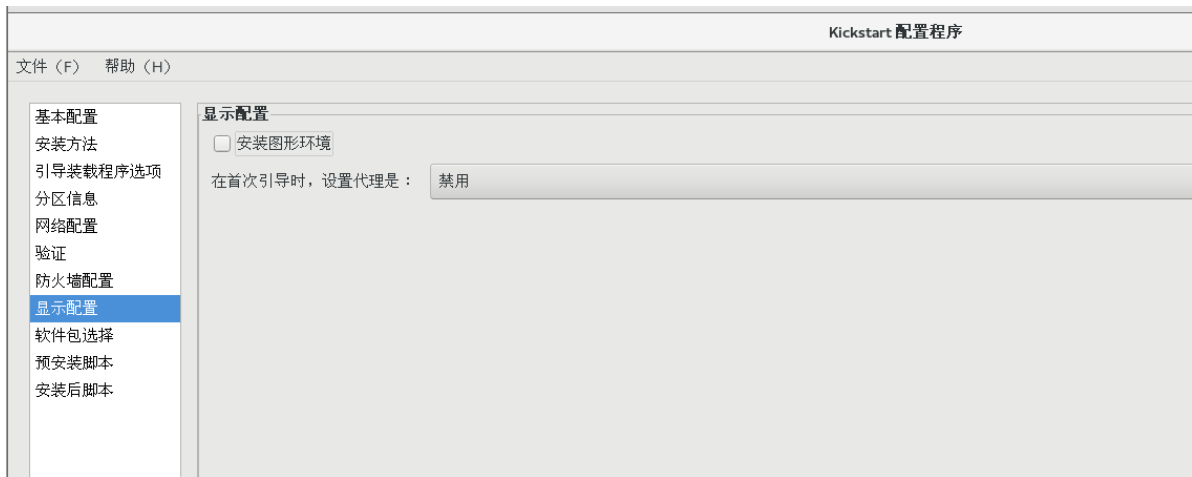 Kickstart 配置程序
文件（F） 帮助（H）
基本配置
安装方法
引导装载程序选项
分区信息
网络配置
验证
防火墙配置
显示配置
软件包选择
预安装脚本
安装后脚本
显示配置
安装图形环境
在首次引导时，设置代理是： 禁用